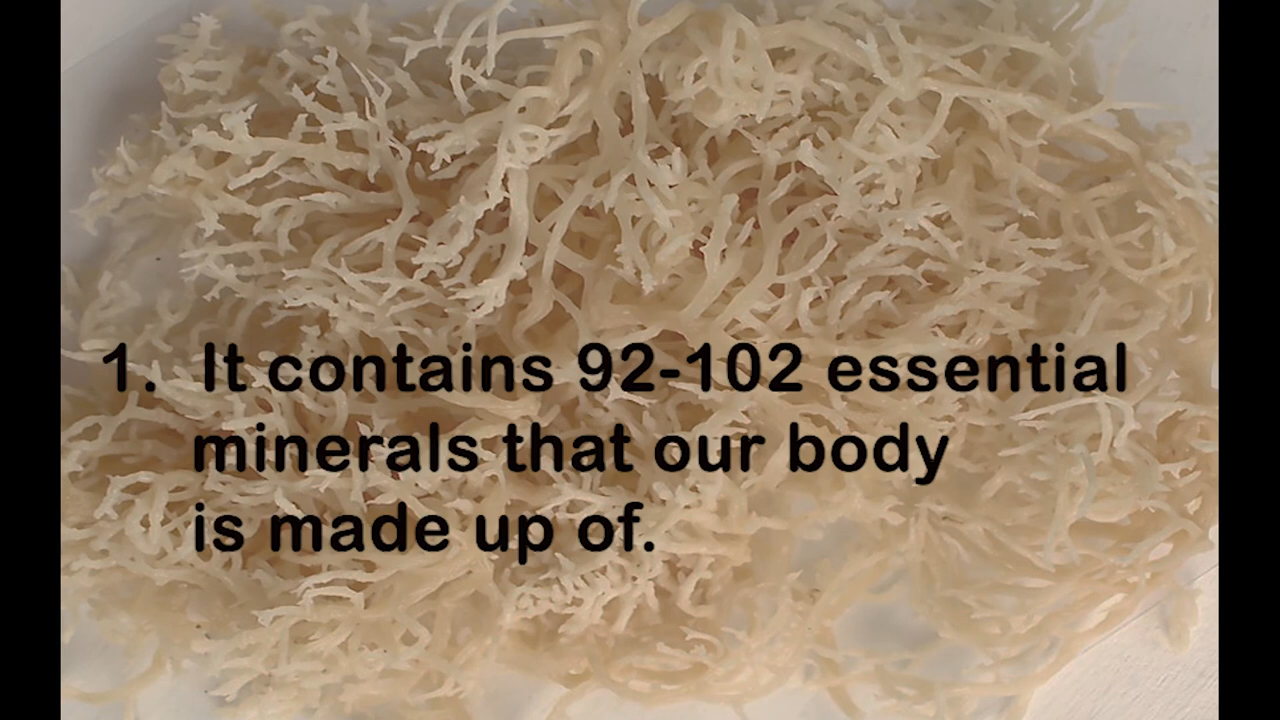 1. It contains 92-102 essential
minerals that our body
is made up of.